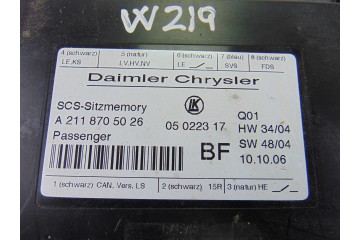 W219
4 (schwarz) 5 (natur) 6 (schwarz) 7 (blau) 8 (schwarz)
LE,KS LV,HV,NV LE SVS FDS
Daimler Chrysler
SCS-Sitzmemory LK Q01
A 211 870 50 26 05 0223 17 HW 34/04
Passenger BF SW 48/04
10.10.06
1 (schwarz) CAN, Vers. LS 2 (schwarz) 15R 3 (natur) HE